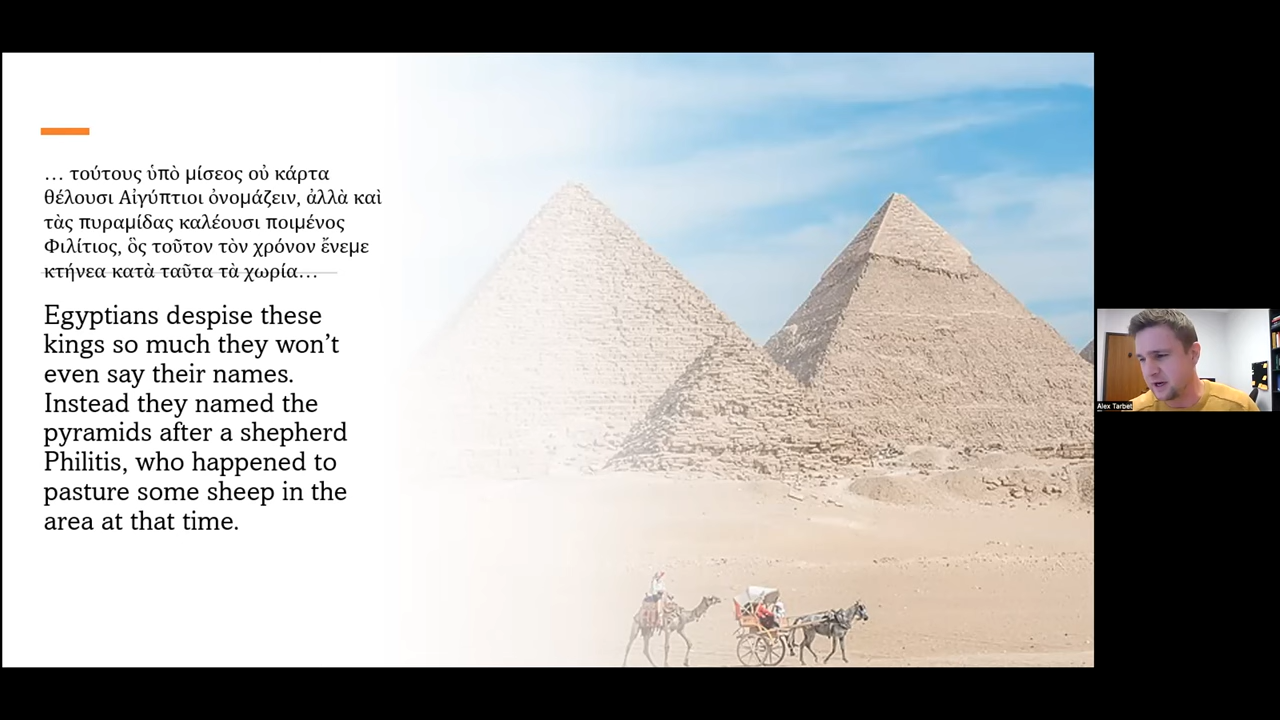 … τούτους ὑπὸ μίσεος οὐ κάρτα
θέλουσι Αἰγύπτιοι ὀνομάζειν, ἀλλὰ καὶ
τὰς πυραμίδας καλέουσι ποιμένος
Φιλίτιος, ὃς τοῦτον τὸν χρόνον ἔνεμε
κτήνεα κατὰ ταῦτα τὰ χωρία…
Egyptians despise these
kings so much they won’t
even say their names.
Instead they named the
pyramids after a shepherd
Philitis, who happened to
pasture some sheep in the
area at that time.
Alex Tarbet